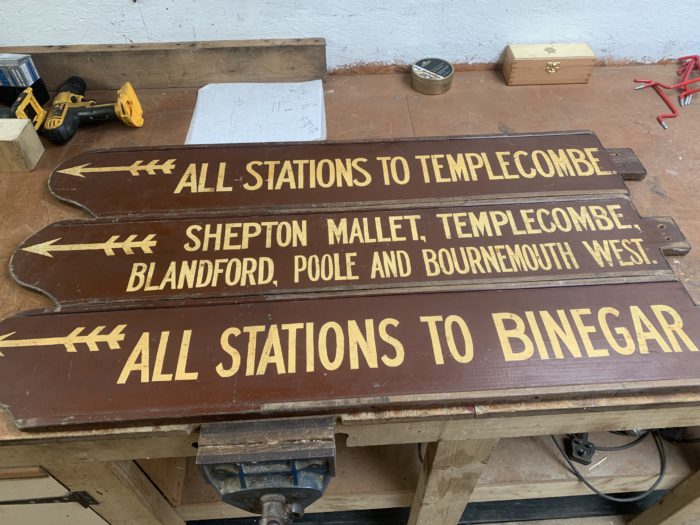 ALL STATIONS TO TEMPLECOMBE.
SHEPTON MALLET, TEMPLECOMBE,
BLANDFORD, POOLE AND BOURNEMOUTH WEST.
ALL STATIONS TO BINEGAR